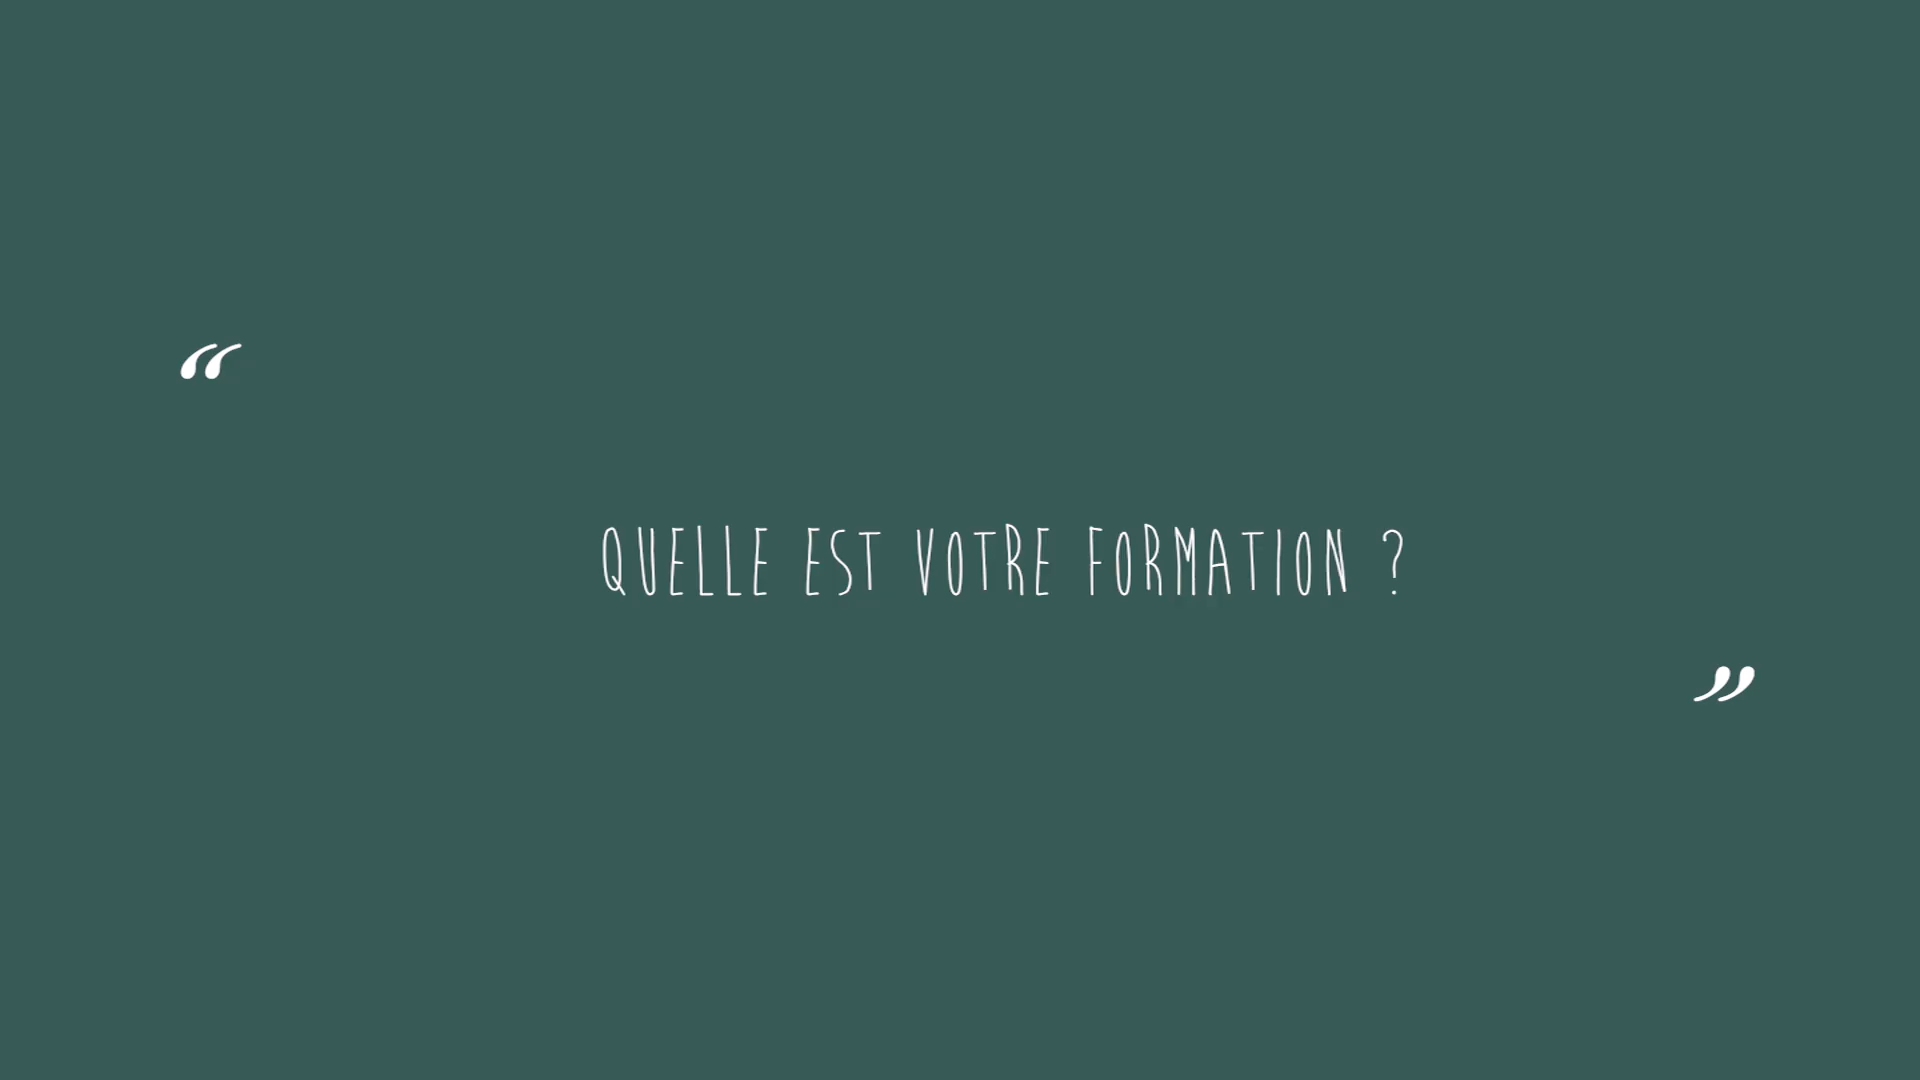 “
QUELLE EST VOTRE FORMATION ?
”